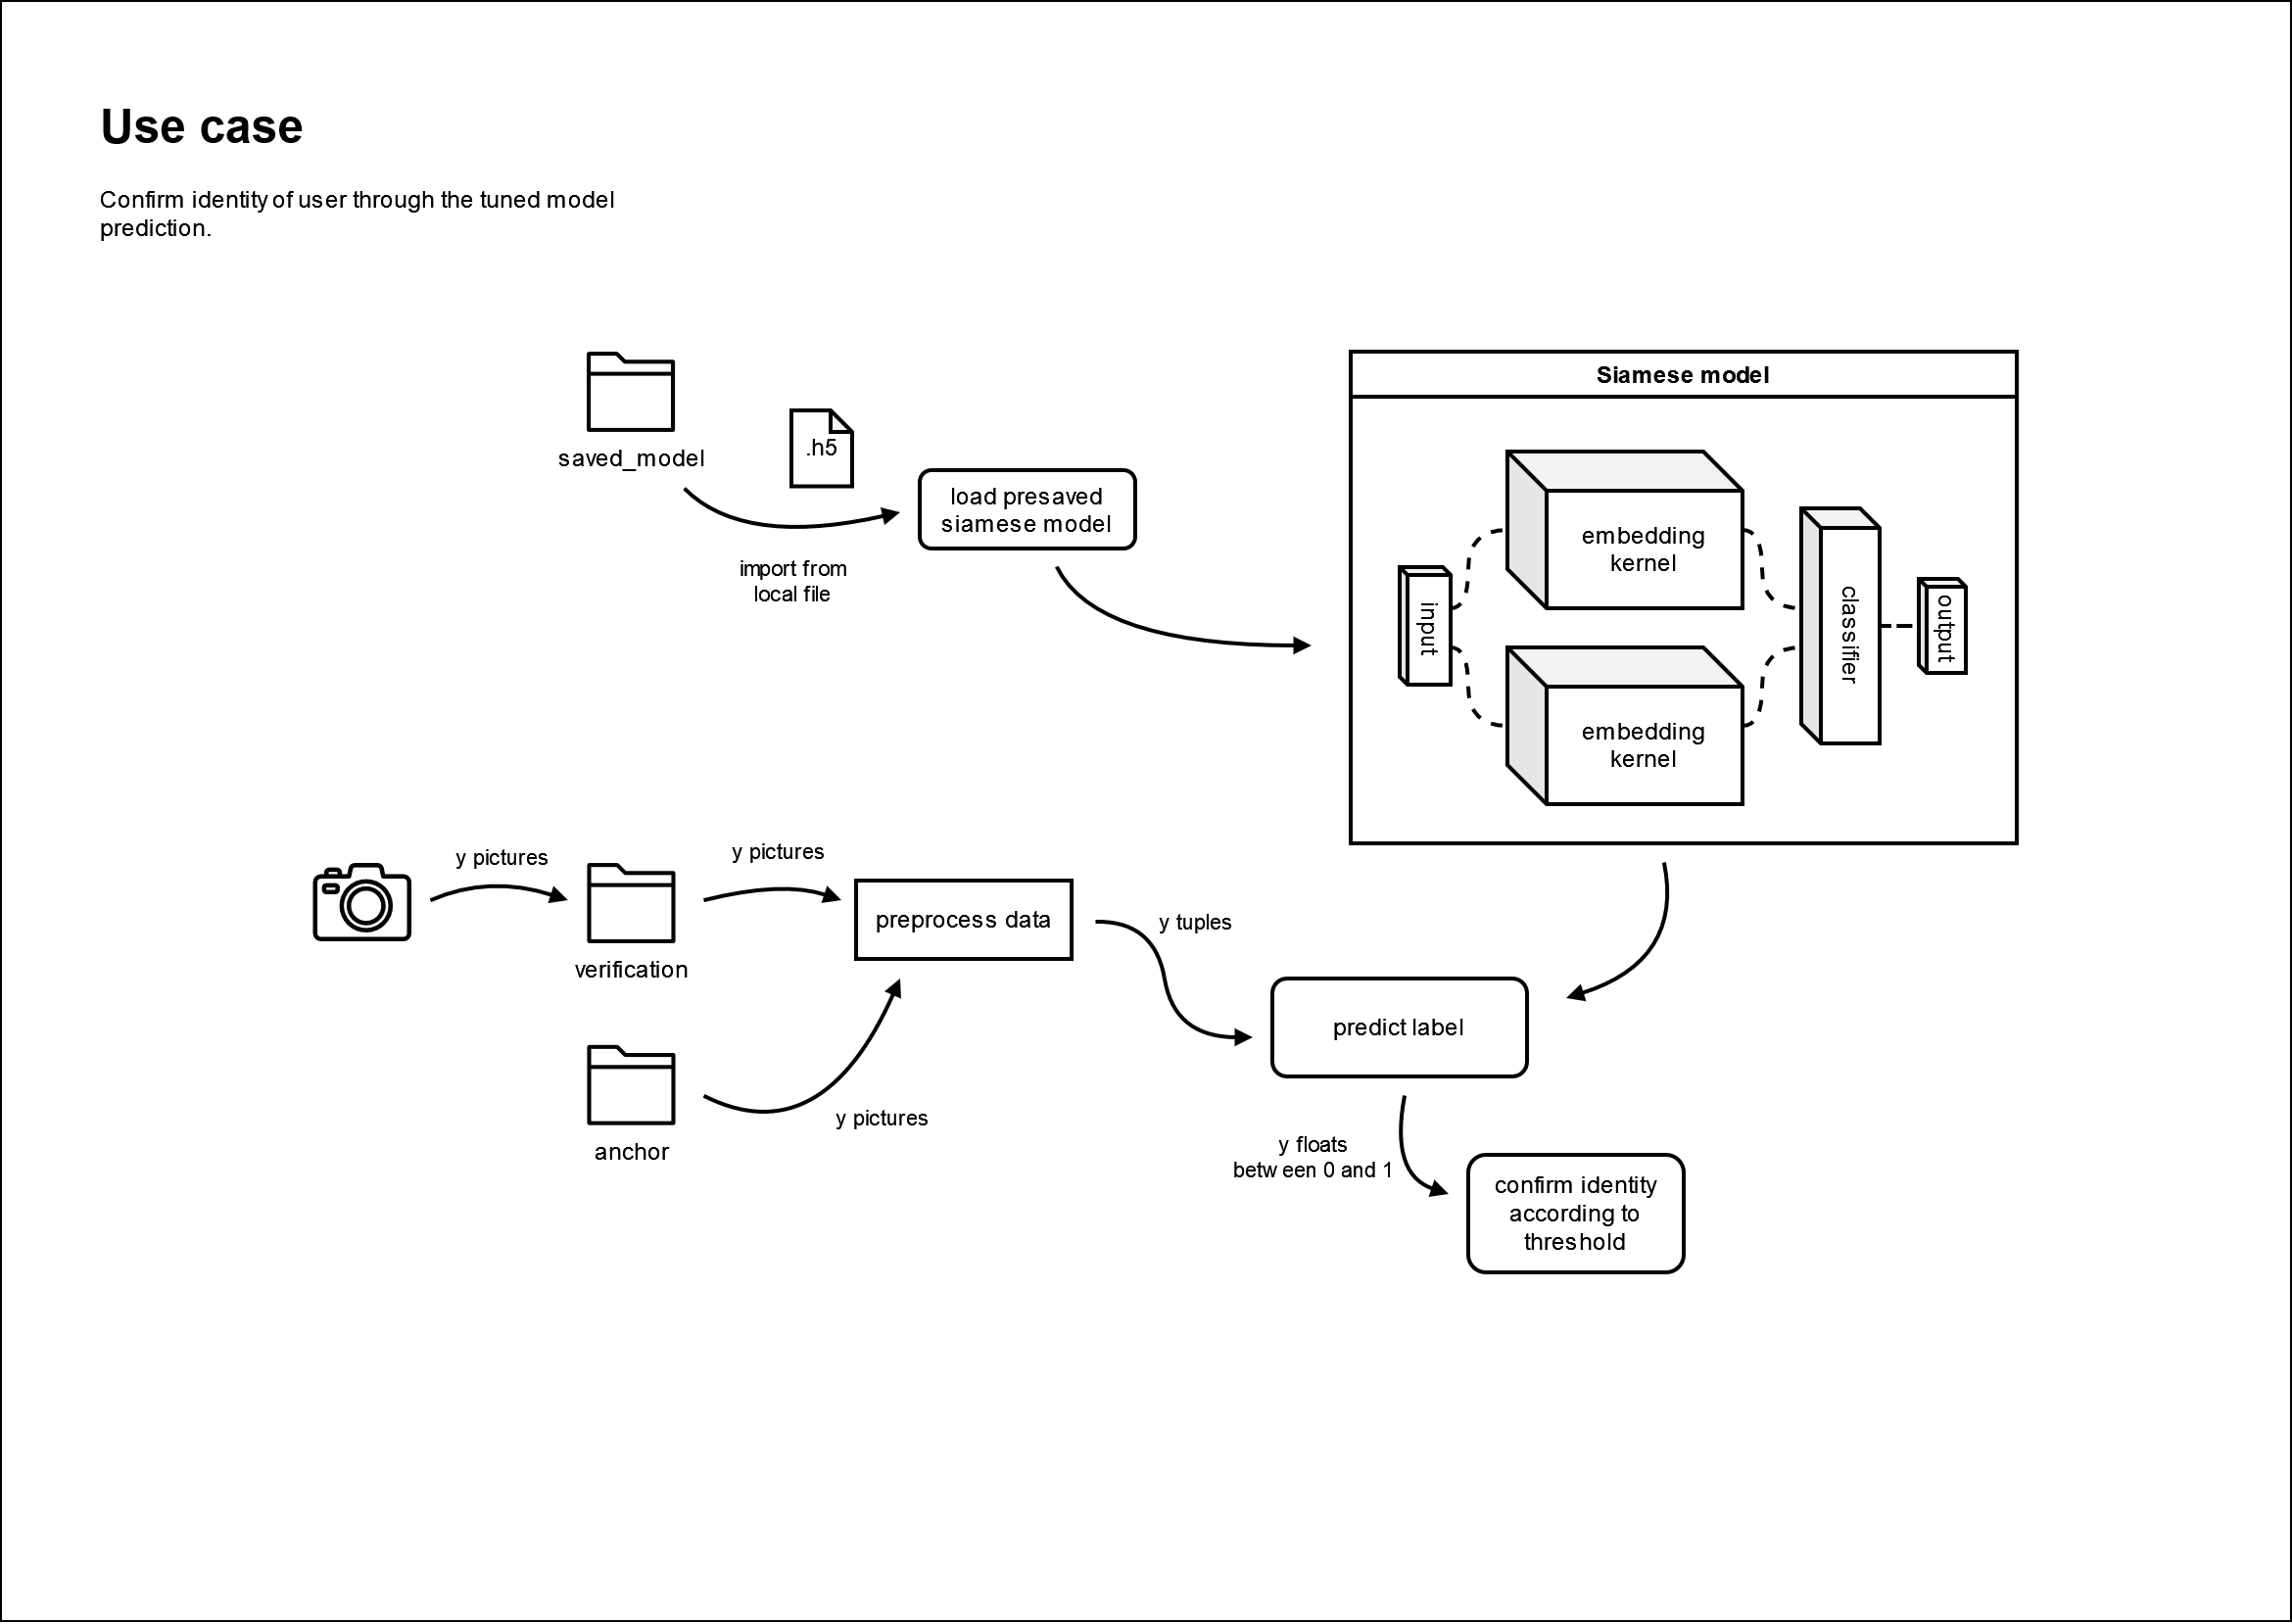 Use case
Confirm identity of user through the tuned model
prediction.
saved_model
.h5
import from
local file
load presaved
siamese model
Siamese model
input
embedding
kernel
embedding
kernel
classifier
output
y pictures
verification
y pictures
anchor
y pictures
preprocess data
y tuples
predict label
y floats
between 0 and 1
confirm identity
according to
threshold